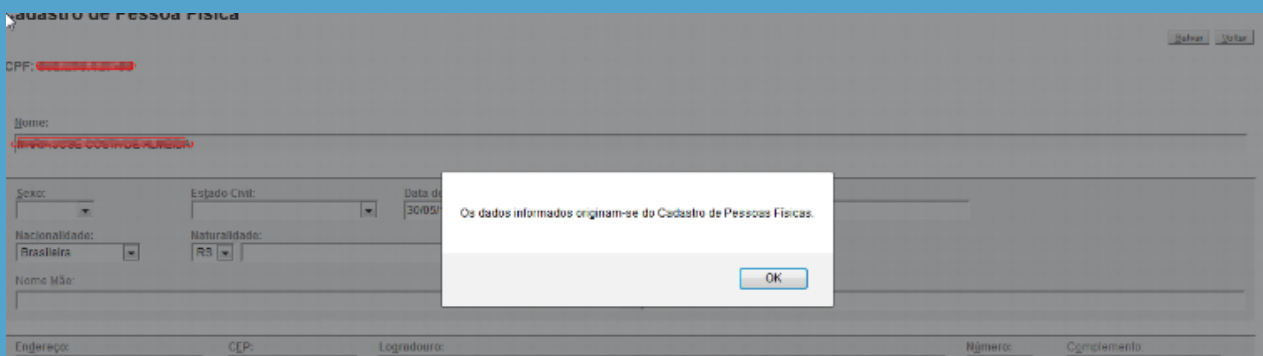 Cadastro de Pessoa Física
Salvar Voltar
CPF:
Nome:
Sexo: Estado Civil: Data de
30/05/
Os dados informados originam-se do Cadastro de Pessoas Físicas.
Nacionalidade: Naturalidade:
Brasileira RS
OK
Nome Mãe:
Endereço: CEP: Logradouro: Número: Complemento